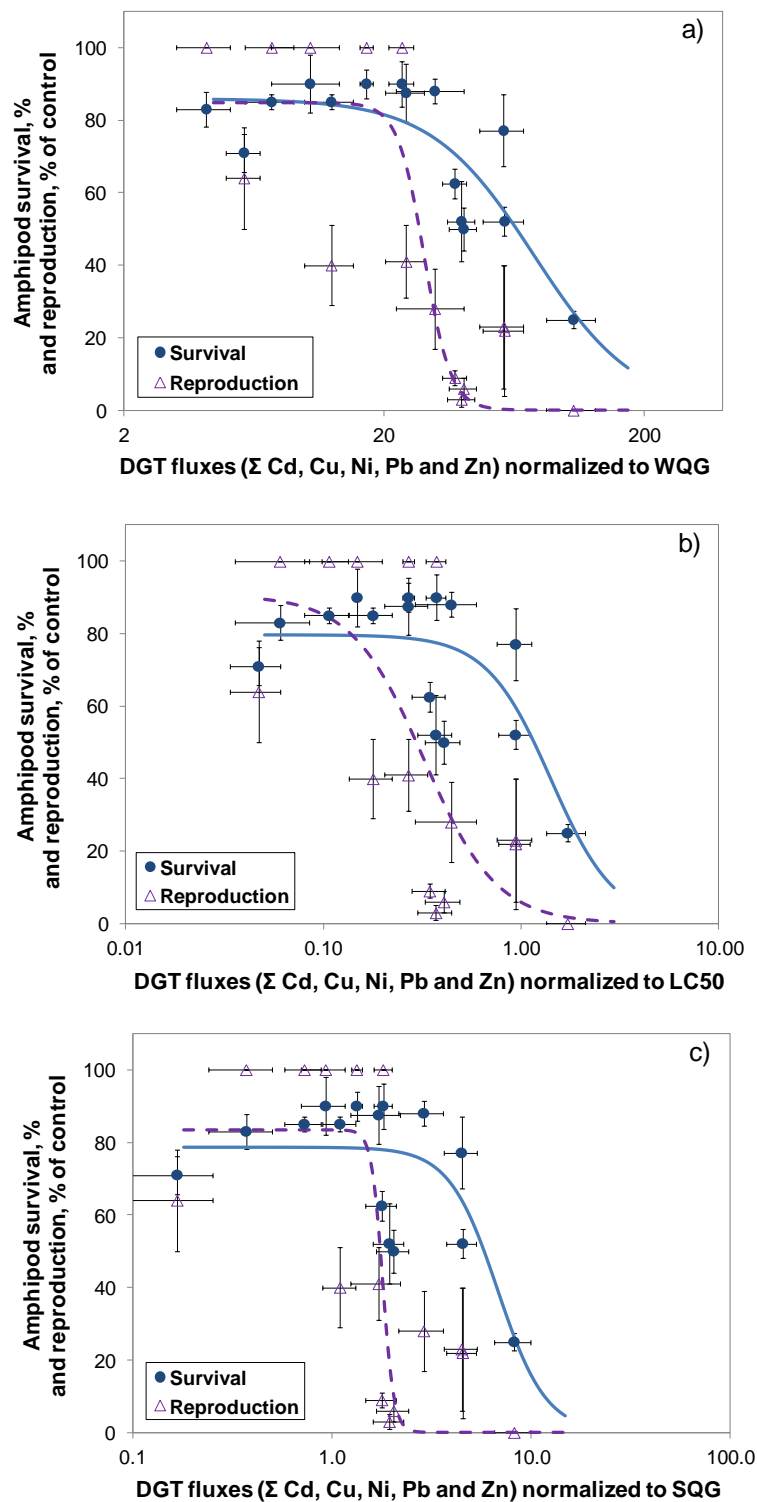 a)
Amphipod survival, %
and reproduction, % of control
120
100
80
60
40
20
0
Survival
Reproduction
2
20
200
DGT fluxes (Σ Cd, Cu, Ni, Pb and Zn) normalized to WQG
b)
Amphipod survival, %
and reproduction, % of control
100
80
60
40
20
0
Survival
Reproduction
0.01
0.10
1.00
10.00
DGT fluxes (Σ Cd, Cu, Ni, Pb and Zn) normalized to LC50
c)
Amphipod survival, %
and reproduction, % of control
100
80
60
40
20
0
Survival
Reproduction
0.1
1.0
10.0
100.0
DGT fluxes (Σ Cd, Cu, Ni, Pb and Zn) normalized to SQG